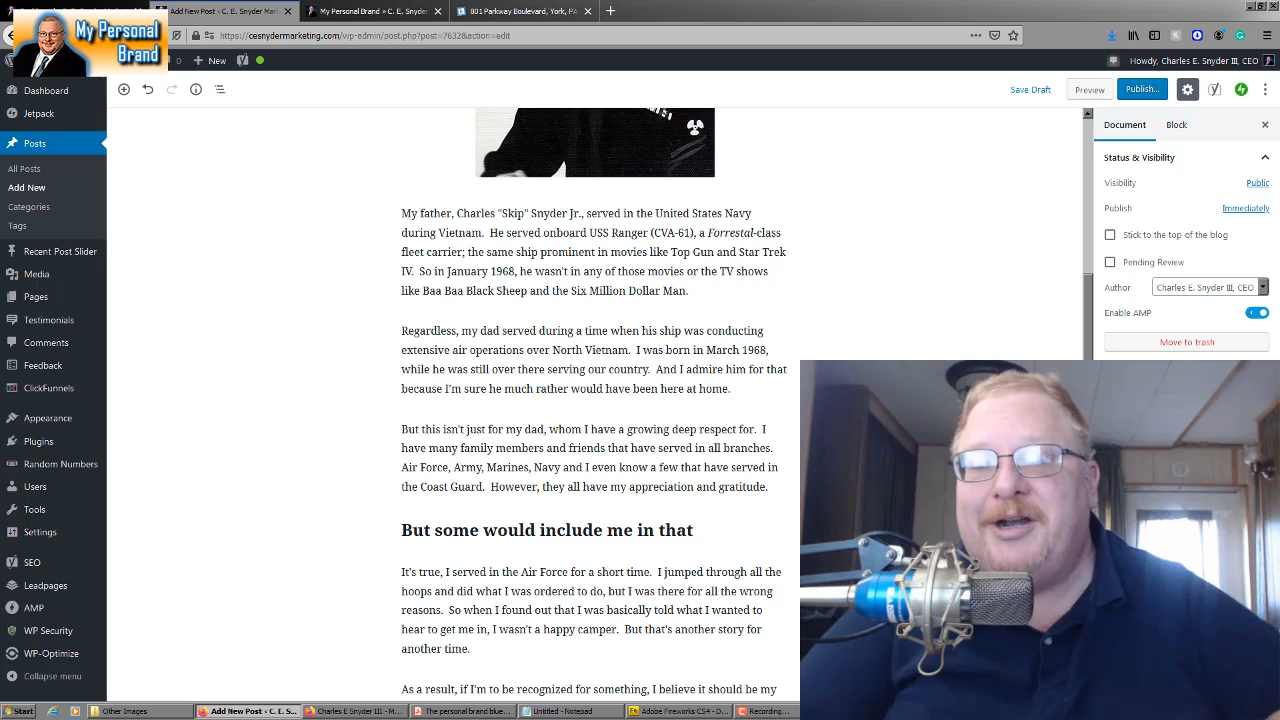 Add New Post ‹ C. E. Snyder Mar
My Personal Brand » C. E. Snyder
801 Parkway Boulevard, York, PA
My Personal
Brand
https://cesnydermarketing.com/wp-admin/post.php?post=7632&action=edit
0
New
Howdy, Charles E. Snyder III, CEO
Dashboard
Jetpack
Posts
All Posts
Add New
Categories
Tags
Recent Post Slider
Media
Pages
Testimonials
Comments
Feedback
ClickFunnels
Appearance
Plugins
Random Numbers
Users
Tools
Settings
SEO
Leadpages
AMP
WP Security
WP-Optimize
Collapse menu
Save Draft
Preview
Publish...
My father, Charles "Skip" Snyder Jr., served in the United States Navy
during Vietnam. He served onboard USS Ranger (CVA-61), a Forrestal-class
fleet carrier; the same ship prominent in movies like Top Gun and Star Trek
IV. So in January 1968, he wasn't in any of those movies or the TV shows
like Baa Baa Black Sheep and the Six Million Dollar Man.
Regardless, my dad served during a time when his ship was conducting
extensive air operations over North Vietnam. I was born in March 1968,
while he was still over there serving our country. And I admire him for that
because I'm sure he much rather would have been here at home.
But this isn't just for my dad, whom I have a growing deep respect for. I
have many family members and friends that have served in all branches.
Air Force, Army, Marines, Navy and I even know a few that have served in
the Coast Guard. However, they all have my appreciation and gratitude.
But some would include me in that
It's true, I served in the Air Force for a short time. I jumped through all the
hoops and did what I was ordered to do, but I was there for all the wrong
reasons. So when I found out that I was basically told what I wanted to
hear to get me in, I wasn't a happy camper. But that's another story for
another time.
As a result, if I'm to be recognized for something, I believe it should be my
Document
Block
Status & Visibility
Visibility
Public
Publish
Immediately
Stick to the top of the blog
Pending Review
Author
Charles E. Snyder III, CEO
Enable AMP
Move to trash
Start
Other Images
Add New Post ‹ C. E. S...
Charles E. Snyder III - M...
The personal brand blue...
Untitled - Notepad
Adobe Fireworks CS4 - D...
Recording...